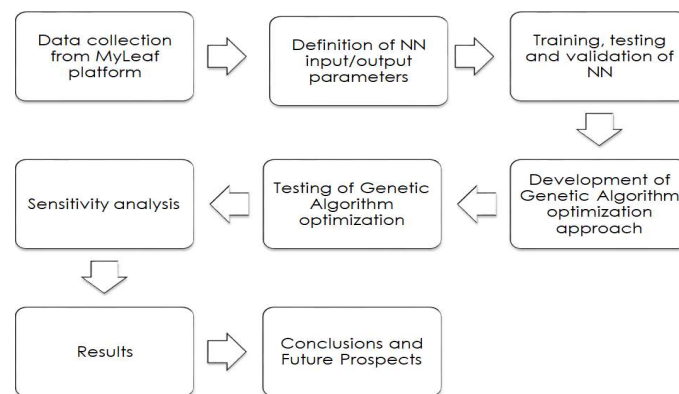 Data collection
from MyLeaf
platform
Definition of NN
input/output
parameters
Training, testing
and validation of
NN
Development of
Genetic Algorithm
optimization
approach
Testing of Genetic
Algorithm
optimization
Sensitivity analysis
Results
Conclusions and
Future Prospects